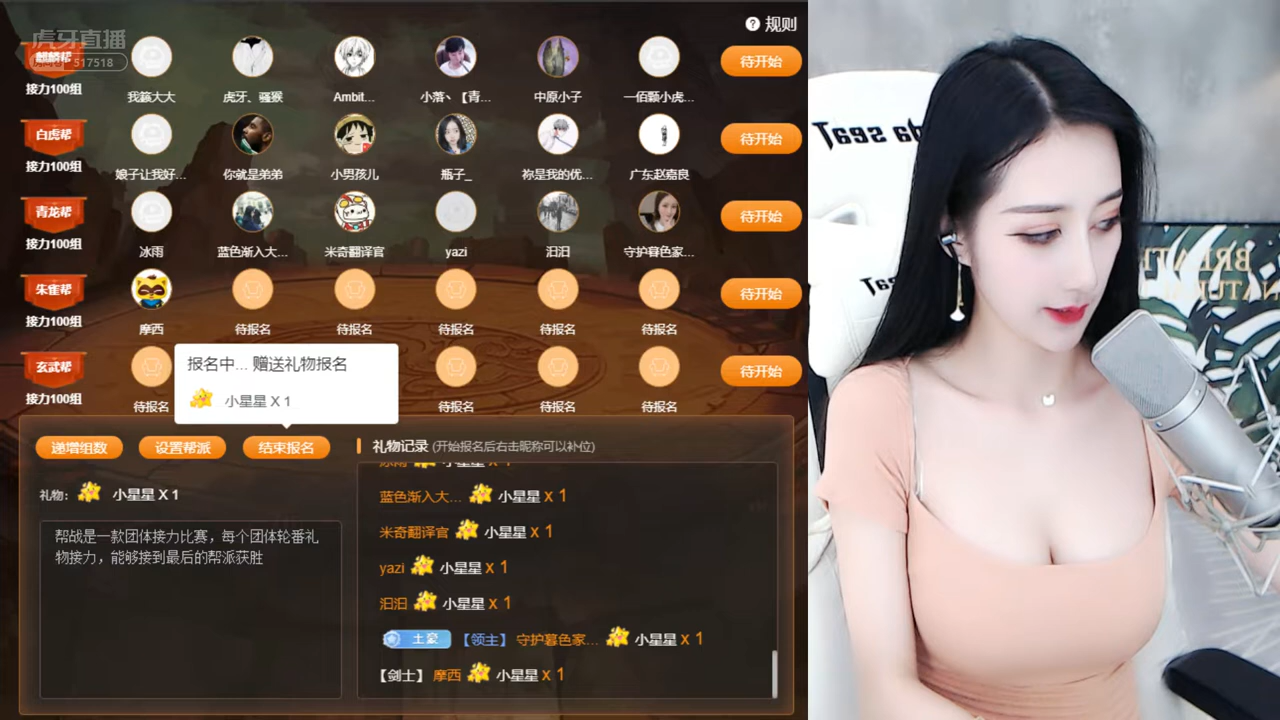 虎牙直播
517518
规则
麒麟帮
接力100组
我籁大大
虎牙、骚猴
Ambit...
小落丶【青...
中原小子
一佰颗小虎...
待开始
白虎帮
接力100组
娘子让我好...
你就是弟弟
小男孩儿
瓶子_
祢是我的优...
广东赵嘉良
待开始
青龙帮
接力100组
冰雨
蓝色渐入大...
米奇翻译官
yazi
汨汨
守护暮色家...
待开始
朱雀帮
接力100组
摩西
待报名
待报名
待报名
待报名
待报名
待开始
玄武帮
接力100组
待报名
待报名
待报名
待报名
待开始
报名中... 赠送礼物报名
小星星 X 1
递增组数
设置帮派
结束报名
礼物：
小星星 X 1
帮战是一款团体接力比赛，每个团体轮番礼
物接力，能够接到最后的帮派获胜
礼物记录 (开始报名后右击昵称可以补位)
冰雨 小星星 x 1
蓝色渐入大... 小星星 x 1
米奇翻译官 小星星 x 1
yazi 小星星 x 1
汨汨 小星星 x 1
土豪 【领主】 守护暮色家... 小星星 x 1
【剑士】 摩西 小星星 x 1